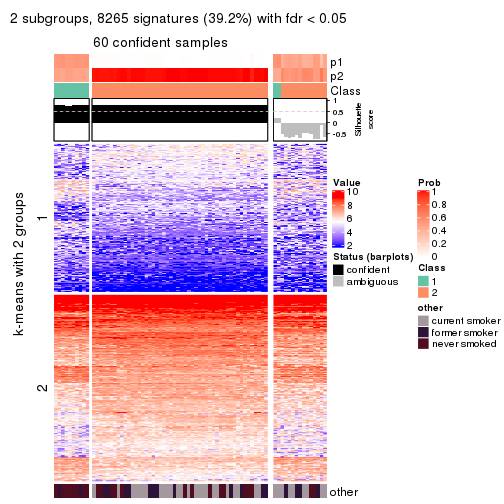 2 subgroups, 8265 signatures (39.2%) with fdr < 0.05
60 confident samples
p1
p2
Class
1
0.5
0
-0.5
Silhouette
score
k-means with 2 groups
1
2
other
Value
10
8
6
4
2
Status (barplots)
confident
ambiguous
Prob
1
0.8
0.6
0.4
0.2
0
Class
1
2
other
current smoker
former smoker
never smoked